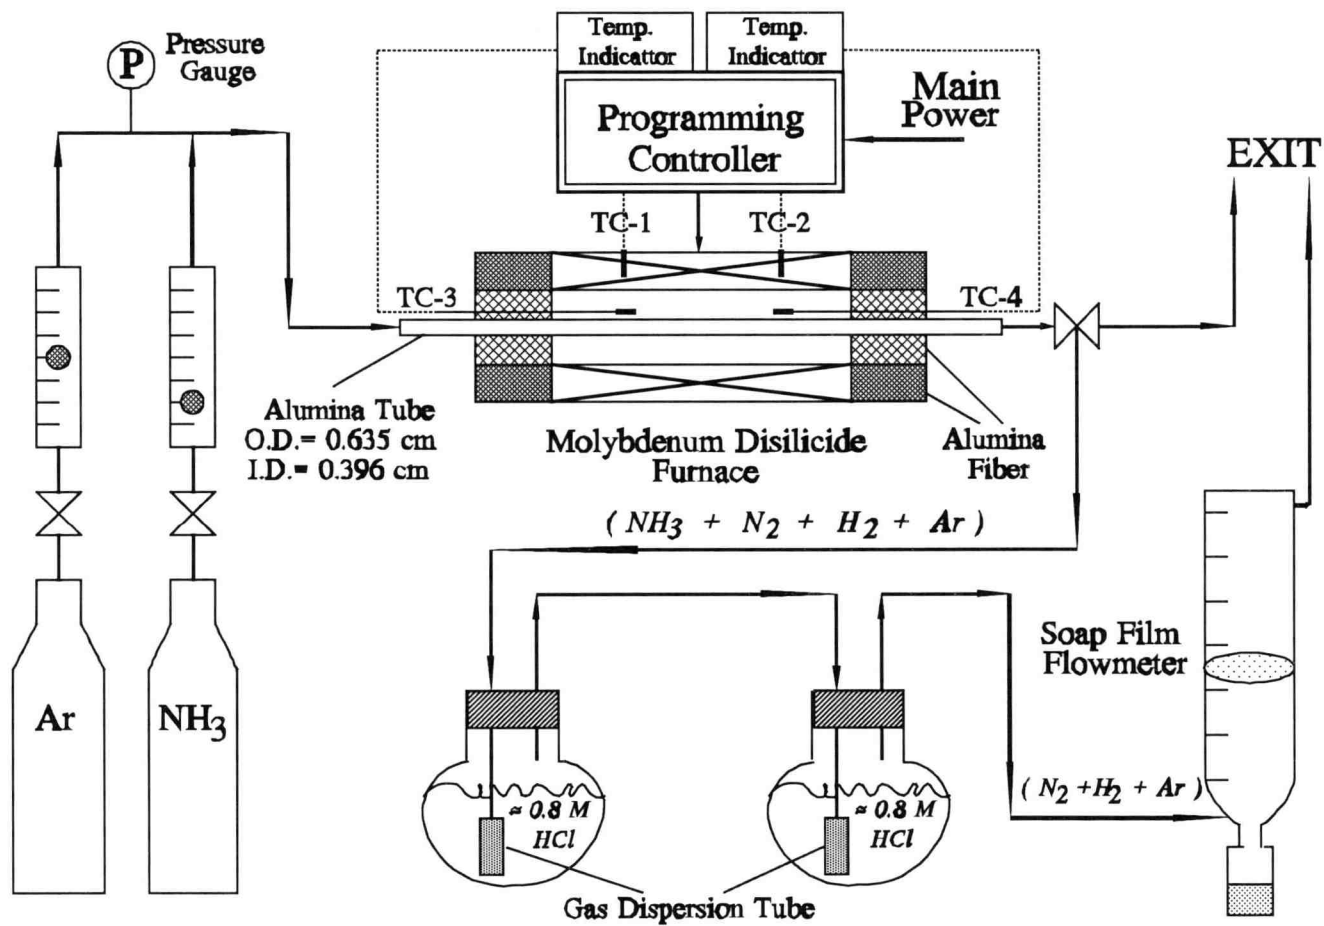 Temp.
Indicattor
Temp.
Indicattor
P
Pressure
Gauge
Main
Power
Programming
Controller
EXIT
TC-1
TC-2
TC-3
TC-4
Alumina Tube
O.D.= 0.635 cm
I.D.= 0.396 cm
Molybdenum Disilicide
Furnace
Alumina
Fiber
( NH3 + N2 + H2 + Ar )
Soap Film
Flowmeter
Ar
NH3
( N2 +H2 + Ar )
≈ 0.8 M
HCl
≈ 0.8 M
HCl
Gas Dispersion Tube